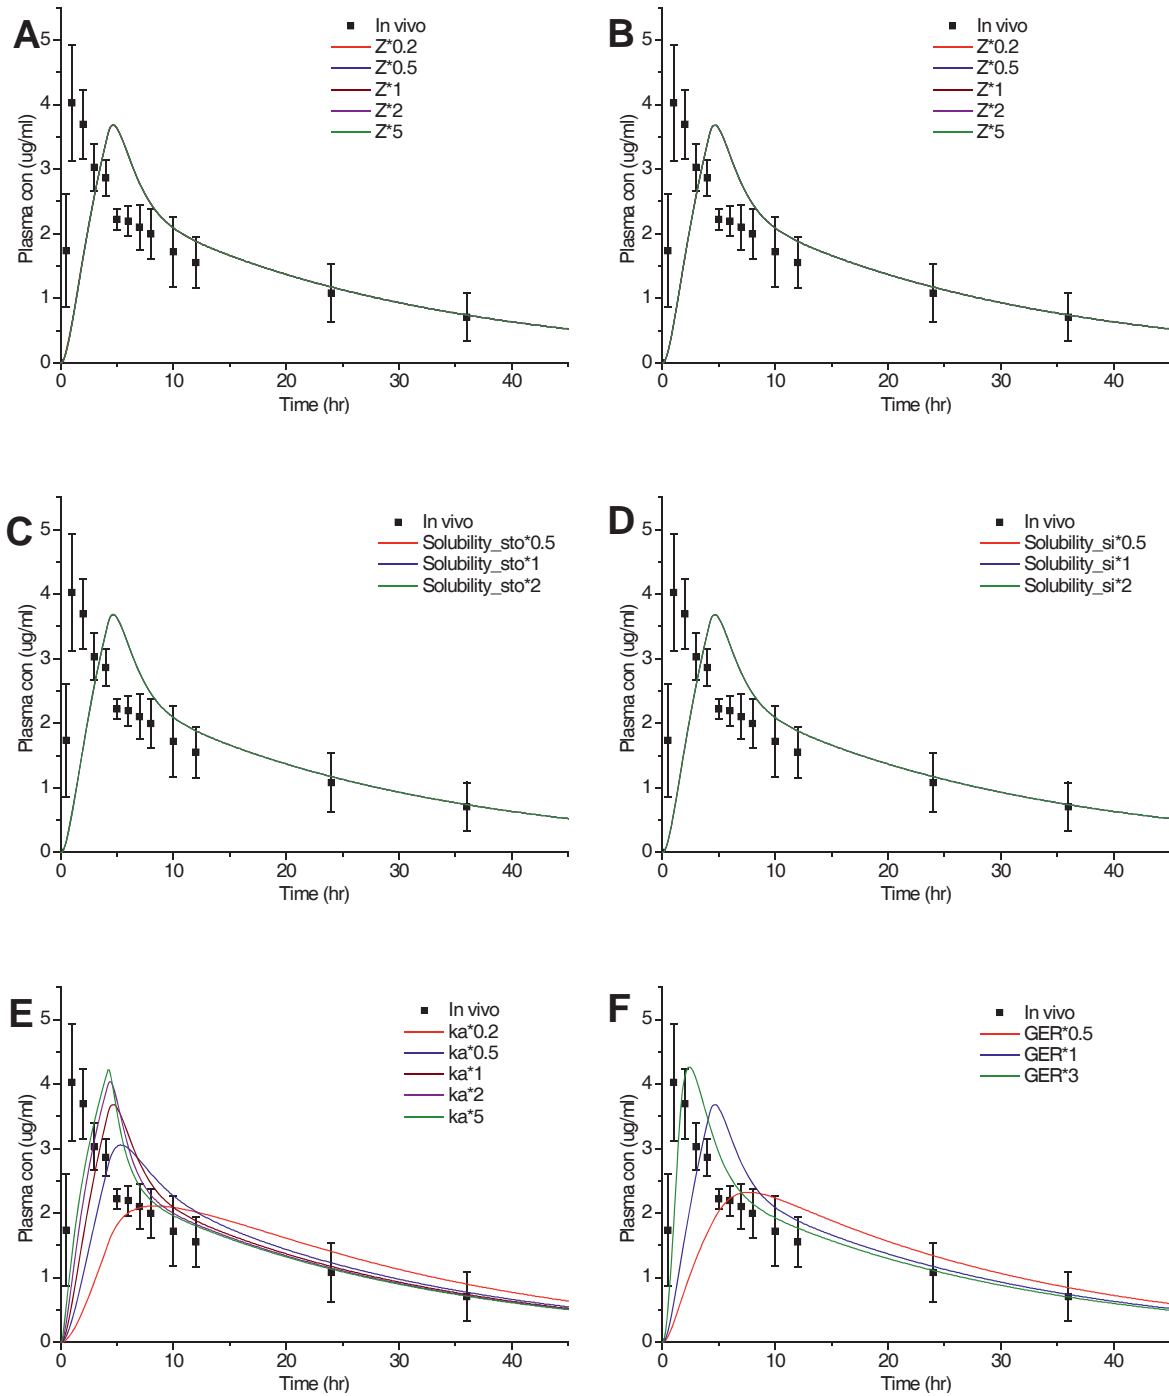 A
In vivo
Z*0.2
Z*0.5
Z*1
Z*2
Z*5
Plasma con (ug/ml)
5
4
3
2
1
0
0 10 20 30 40
Time (hr)
B
In vivo
Z*0.2
Z*0.5
Z*1
Z*2
Z*5
Plasma con (ug/ml)
5
4
3
2
1
0
0 10 20 30 40
Time (hr)
C
In vivo
Solubility_sto*0.5
Solubility_sto*1
Solubility_sto*2
Plasma con (ug/ml)
5
4
3
2
1
0
0 10 20 30 40
Time (hr)
D
In vivo
Solubility_si*0.5
Solubility_si*1
Solubility_si*2
Plasma con (ug/ml)
5
4
3
2
1
0
0 10 20 30 40
Time (hr)
E
In vivo
ka*0.2
ka*0.5
ka*1
ka*2
ka*5
Plasma con (ug/ml)
5
4
3
2
1
0
0 10 20 30 40
Time (hr)
F
In vivo
GER*0.5
GER*1
GER*3
Plasma con (ug/ml)
5
4
3
2
1
0
0 10 20 30 40
Time (hr)